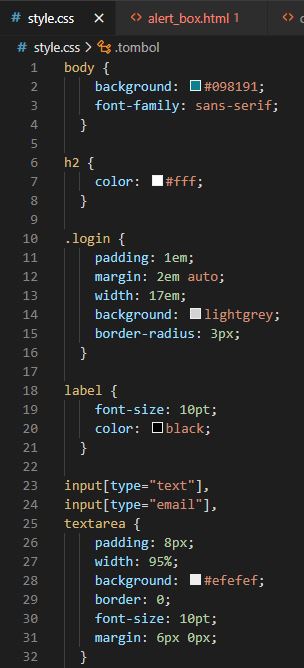 style.css × alert_box.html 1
style.css > .tombol
1 body {
2 background: #098191;
3 font-family: sans-serif;
4 }
5
6 h2 {
7 color: #fff;
8 }
9
10 .login {
11 padding: 1em;
12 margin: 2em auto;
13 width: 17em;
14 background: lightgrey;
15 border-radius: 3px;
16 }
17
18 label {
19 font-size: 10pt;
20 color: black;
21 }
22
23 input[type="text"],
24 input[type="email"],
25 textarea {
26 padding: 8px;
27 width: 95%;
28 background: #efefef;
29 border: 0;
30 font-size: 10pt;
31 margin: 6px 0px;
32 }